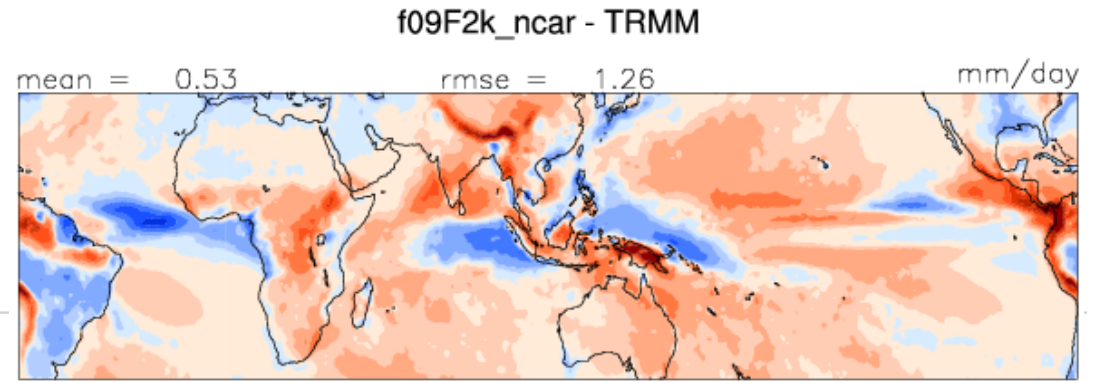 f09F2k_ncar - TRMM
mean = 0.53 rmse = 1.26 mm/day